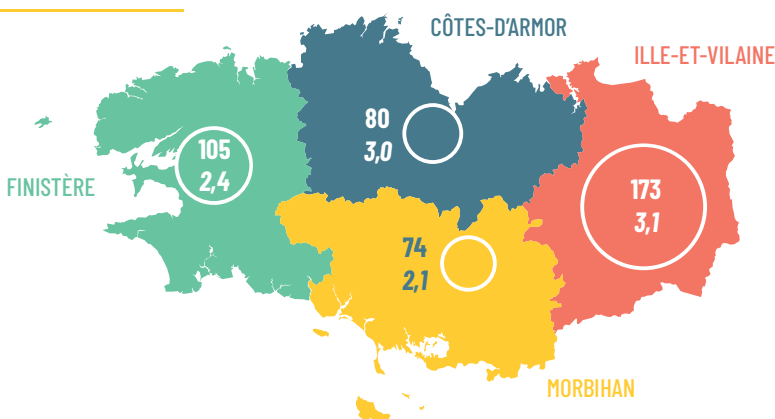 CÔTES-D'ARMOR
ILLE-ET-VILAINE
80
3,0
105
2,4
FINISTÈRE
173
3,1
74
2,1
MORBIHAN